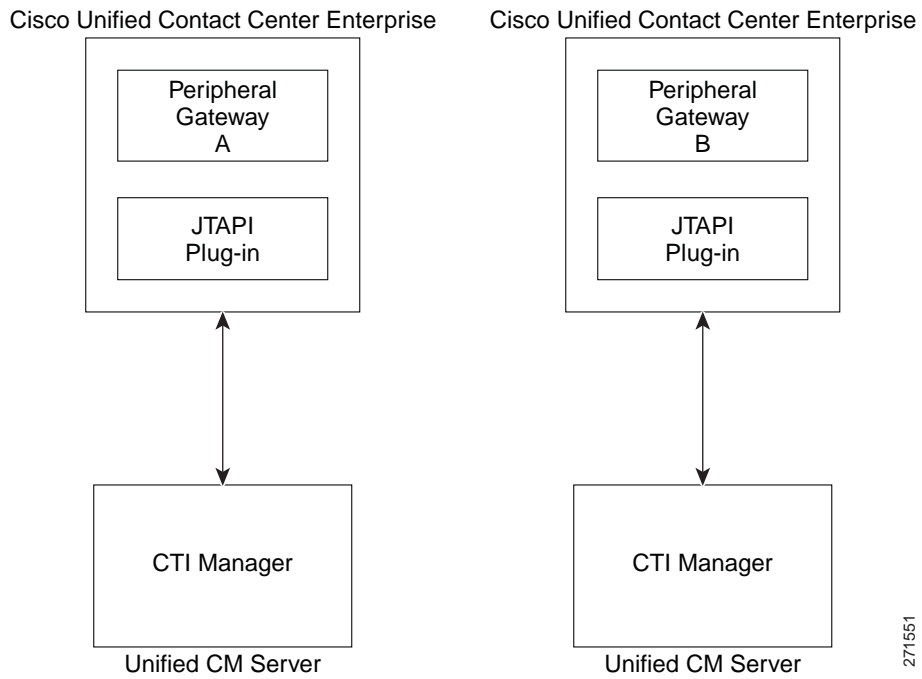 Cisco Unified Contact Center Enterprise
Peripheral
Gateway
A
JTAPI
Plug-in
CTI Manager
Unified CM Server
Cisco Unified Contact Center Enterprise
Peripheral
Gateway
B
JTAPI
Plug-in
CTI Manager
Unified CM Server
271551